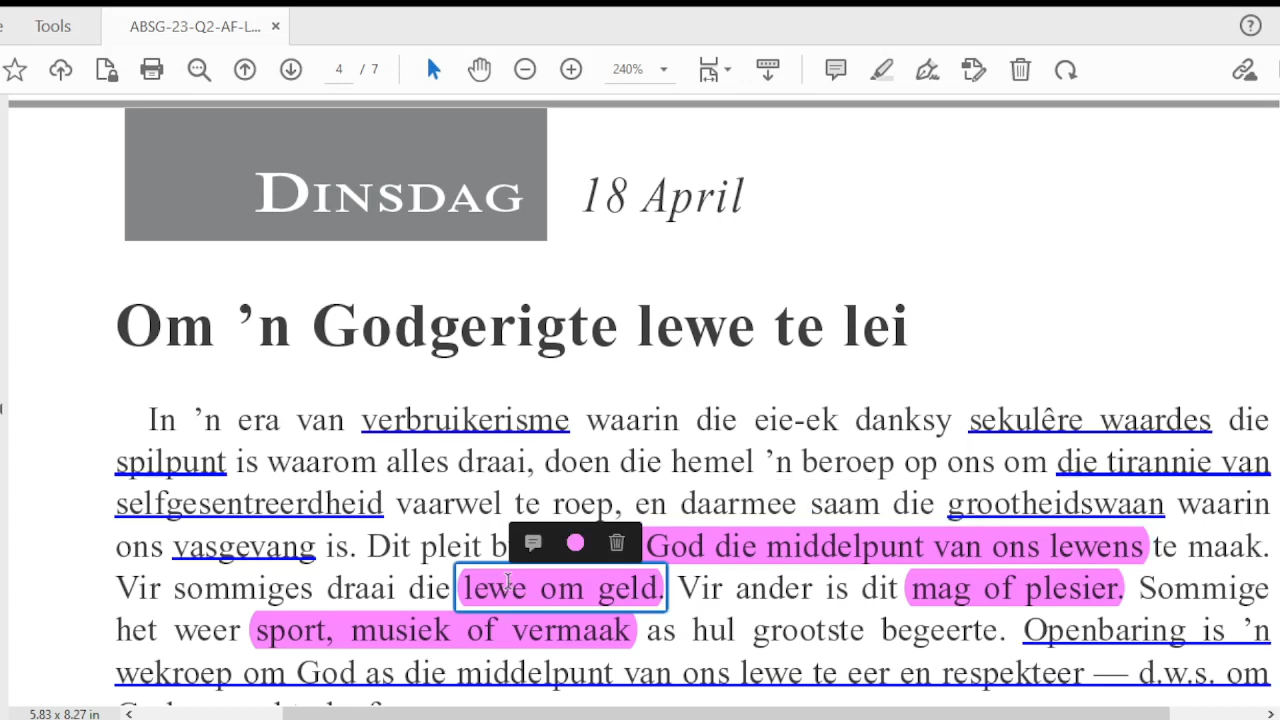 Tools
ABSG-23-Q2-AF-L... ×
4 / 7
240%
DINSDAG 18 April
Om ’n Godgerigte lewe te lei
In ’n era van verbruikerisme waarin die eie-ek danksy sekulêre waardes die
spilpunt is waarom alles draai, doen die hemel ’n beroep op ons om die tirannie van
selfgesentreerdheid vaarwel te roep, en daarmee saam die grootheidswaan waarin
ons vasgevang is. Dit pleit God die middelpunt van ons lewens te maak.
Vir sommiges draai die lewe om geld. Vir ander is dit mag of plesier. Sommige
het weer sport, musiek of vermaak as hul grootste begeerte. Openbaring is ’n
wekroep om God as die middelpunt van ons lewe te eer en respekteer — d.w.s. om
5.83 x 8.27 in